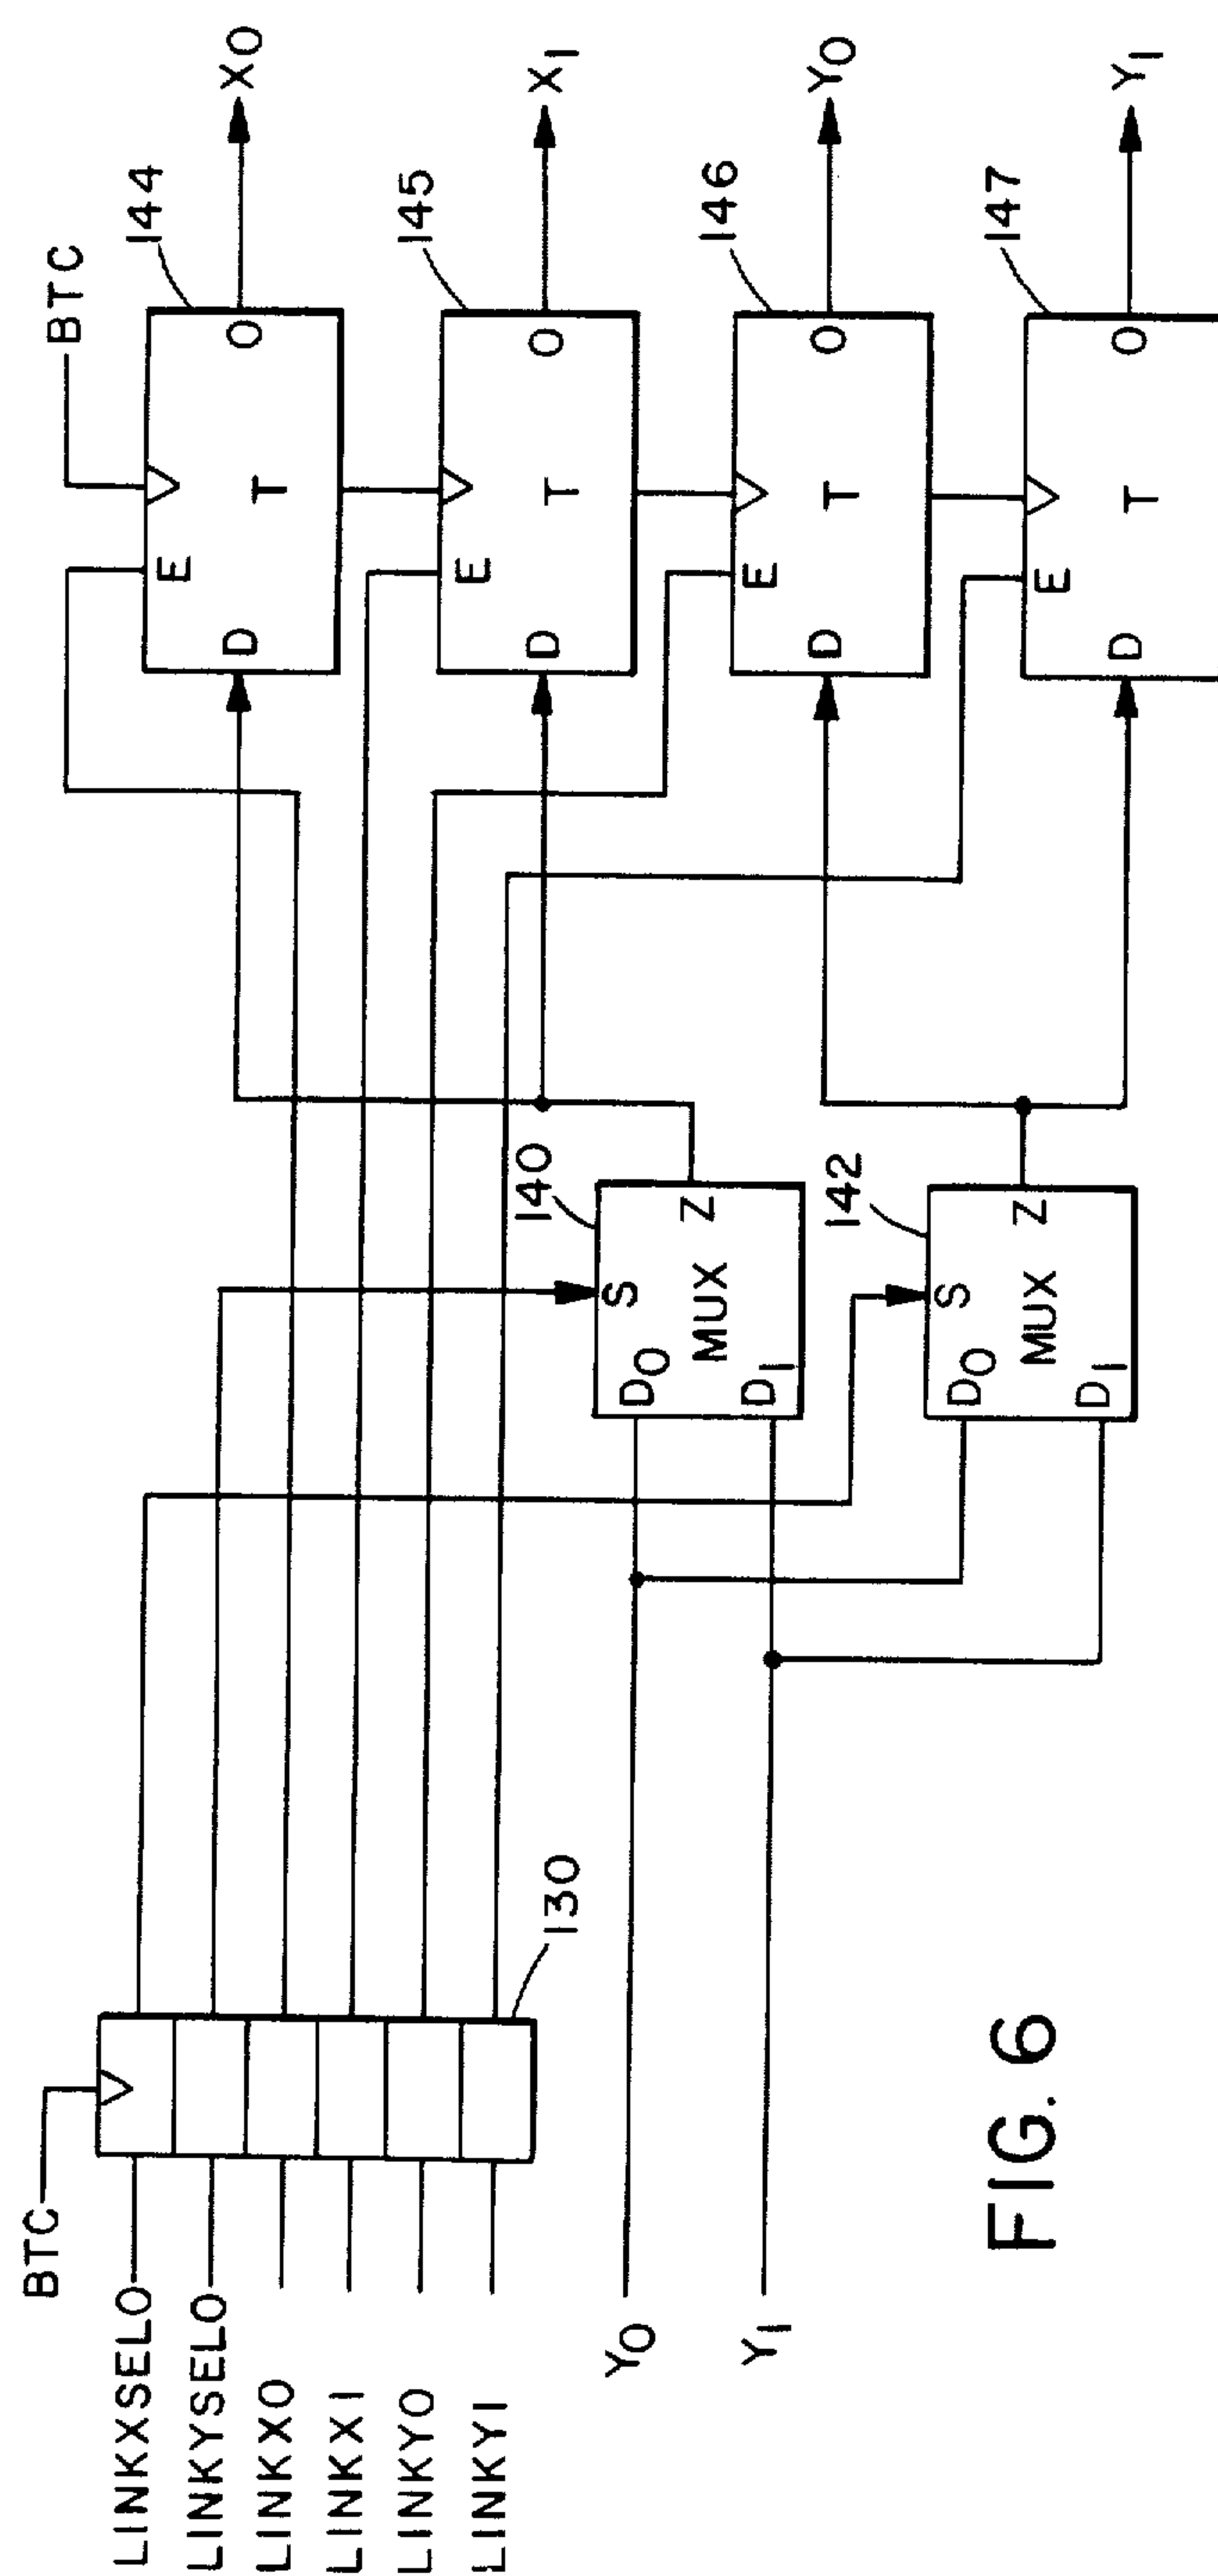 BTC
LINKXSEL0
LINKYSEL0
LINKX0
LINKX1
LINKY0
LINKY1
130
Y0
Y1
D0 S
MUX Z
D1
140
D0 S
MUX Z
D1
142
BTC
E
D T O
144
X0
E
D T O
145
X1
E
D T O
146
Y0
E
D T O
147
Y1
FIG. 6